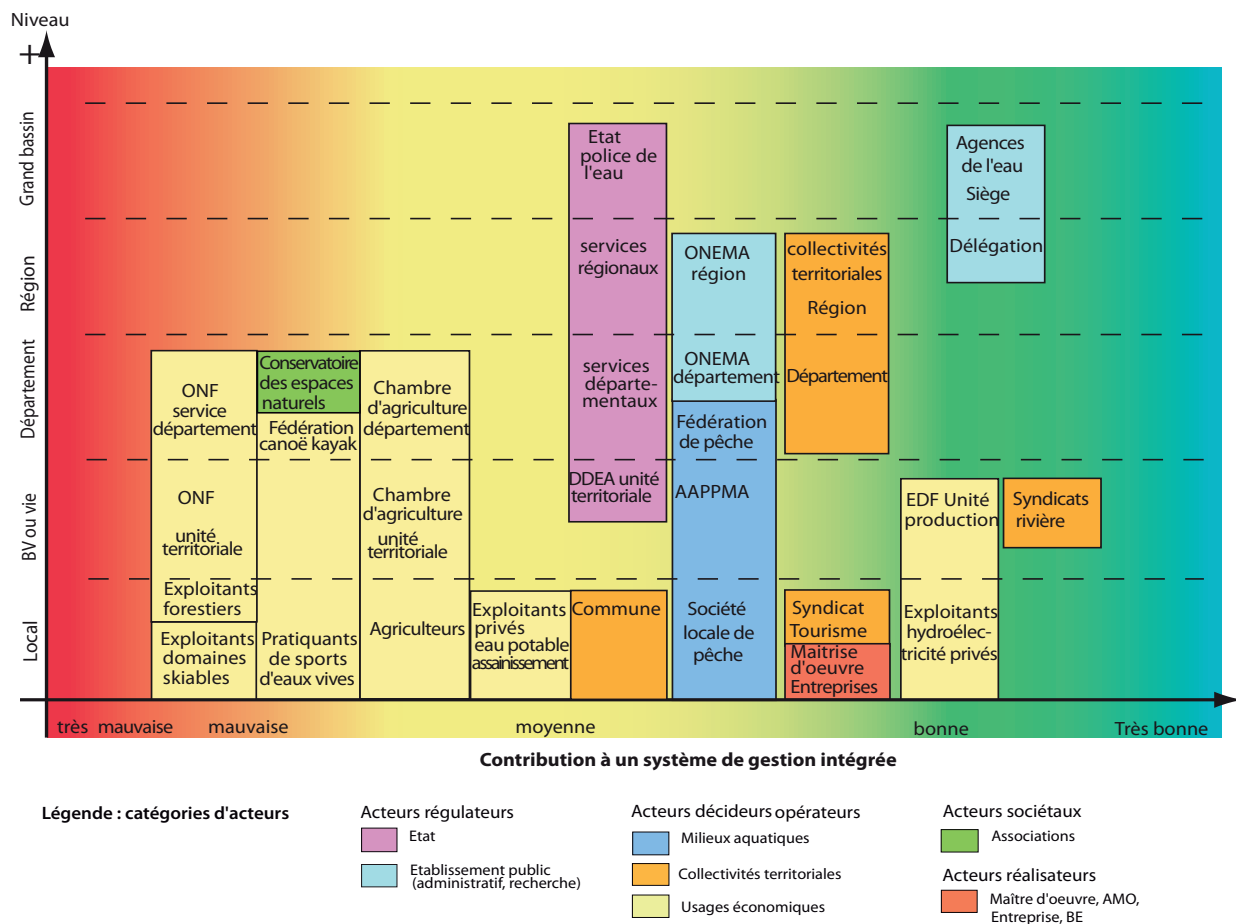 Niveau
+
Grand bassin
Région
Département
BV ou vie
Local
Etat
police de
l'eau
services
régionaux
services
départe-
mentaux
DDEA unité
territoriale
Agences
de l'eau
Siège
Délégation
ONEMA
région
ONEMA
département
Fédération
de pêche
AAPPMA
Société
locale de
pêche
collectivités
territoriales
Région
Département
ONF
service
département
ONF
unité
territoriale
Exploitants
forestiers
Exploitants
domaines
skiables
Conservatoire
des espaces
naturels
Fédération
canoë kayak
Pratiquants
de sports
d'eaux vives
Chambre
d'agriculture
département
Chambre
d'agriculture
unité
territoriale
Agriculteurs
Exploitants
privés
eau potable
assainissement
Commune
Syndicat
Tourisme
Maitrise
d'oeuvre
Entreprises
EDF Unité
production
Exploitants
hydroélec-
tricité privés
Syndicats
rivière
très mauvaise
mauvaise
moyenne
bonne
Très bonne
Contribution à un système de gestion intégrée
Légende : catégories d'acteurs
Acteurs régulateurs
Etat
Etablissement public
(administratif, recherche)
Acteurs décideurs opérateurs
Milieux aquatiques
Collectivités territoriales
Usages économiques
Acteurs sociétaux
Associations
Acteurs réalisateurs
Maître d'oeuvre, AMO,
Entreprise, BE